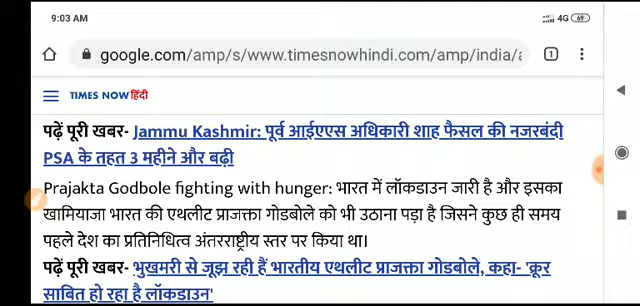 9:03 AM
4G 69
google.com/amp/s/www.timesnowhindi.com/amp/india/
1
TIMES NOW हिंदी
पढ़ें पूरी खबर- Jammu Kashmir: पूर्व आईएएस अधिकारी शाह फैसल की नजरबंदी
PSA के तहत 3 महीने और बढ़ी
Prajakta Godbole fighting with hunger: भारत में लॉकडाउन जारी है और इसका
खामियाजा भारत की एथलीट प्राजक्ता गोडबोले को भी उठाना पड़ा है जिसने कुछ ही समय
पहले देश का प्रतिनिधित्व अंतरराष्ट्रीय स्तर पर किया था।
पढ़ें पूरी खबर- भुखमरी से जूझ रही हैं भारतीय एथलीट प्राजक्ता गोडबोले, कहा- 'क्रूर
साबित हो रहा है लॉकडाउन'